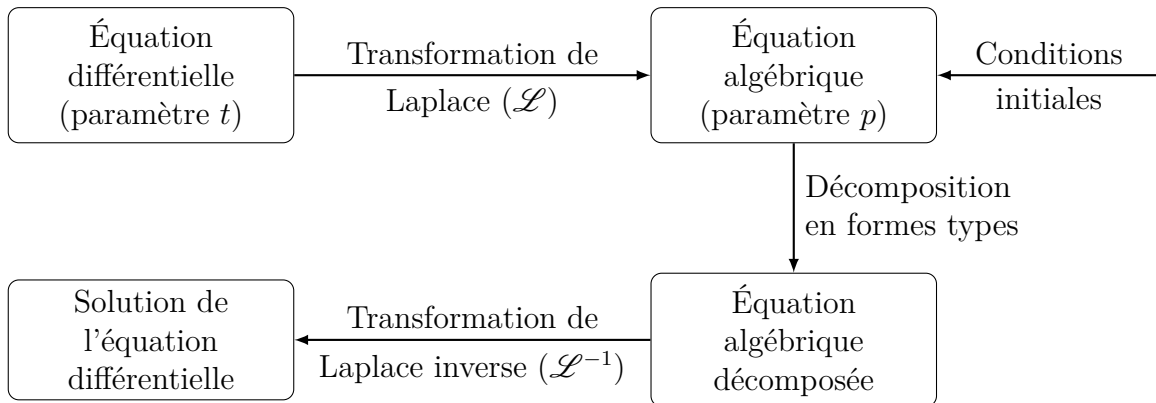 Équation
différentielle
(paramètre t)
Transformation de
Laplace (ℒ)
Équation
algébrique
(paramètre p)
Conditions
initiales
Décomposition
en formes types
Équation
algébrique
décomposée
Transformation de
Laplace inverse (ℒ⁻¹)
Solution de
l'équation
différentielle